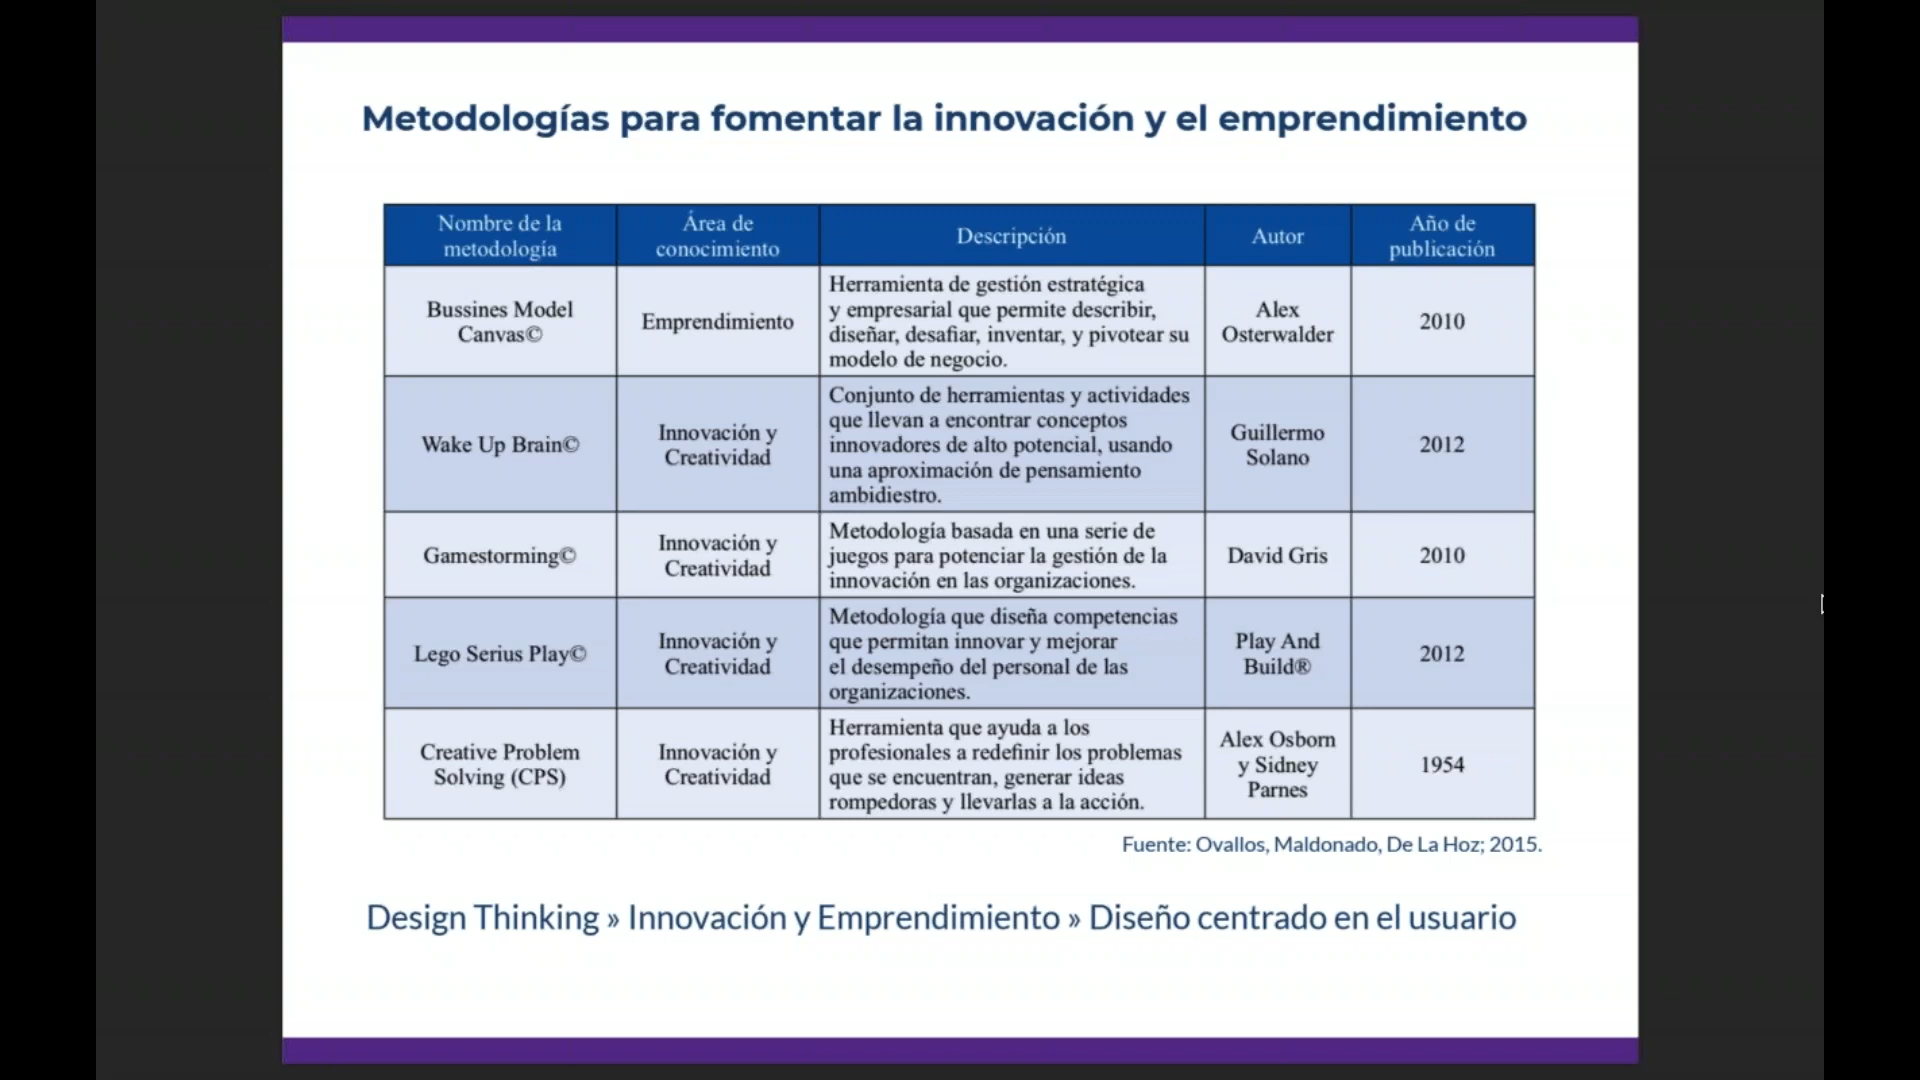 Metodologías para fomentar la innovación y el emprendimiento
Nombre de la
metodología
Área de
conocimiento
Descripción
Autor
Año de
publicación
Bussines Model
Canvas©
Emprendimiento
Herramienta de gestión estratégica
y empresarial que permite describir,
diseñar, desafiar, inventar, y pivotear su
modelo de negocio.
Alex
Osterwalder
2010
Wake Up Brain©
Innovación y
Creatividad
Conjunto de herramientas y actividades
que llevan a encontrar conceptos
innovadores de alto potencial, usando
una aproximación de pensamiento
ambidiestro.
Guillermo
Solano
2012
Gamestorming©
Innovación y
Creatividad
Metodología basada en una serie de
juegos para potenciar la gestión de la
innovación en las organizaciones.
David Gris
2010
Lego Serius Play©
Innovación y
Creatividad
Metodología que diseña competencias
que permitan innovar y mejorar
el desempeño del personal de las
organizaciones.
Play And
Build®
2012
Creative Problem
Solving (CPS)
Innovación y
Creatividad
Herramienta que ayuda a los
profesionales a redefinir los problemas
que se encuentran, generar ideas
rompedoras y llevarlas a la acción.
Alex Osborn
y Sidney
Parnes
1954
Fuente: Ovallos, Maldonado, De La Hoz; 2015.
Design Thinking » Innovación y Emprendimiento » Diseño centrado en el usuario